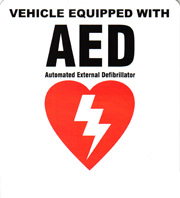 VEHICLE EQUIPPED WITH
AED
Automated External Defibrillator